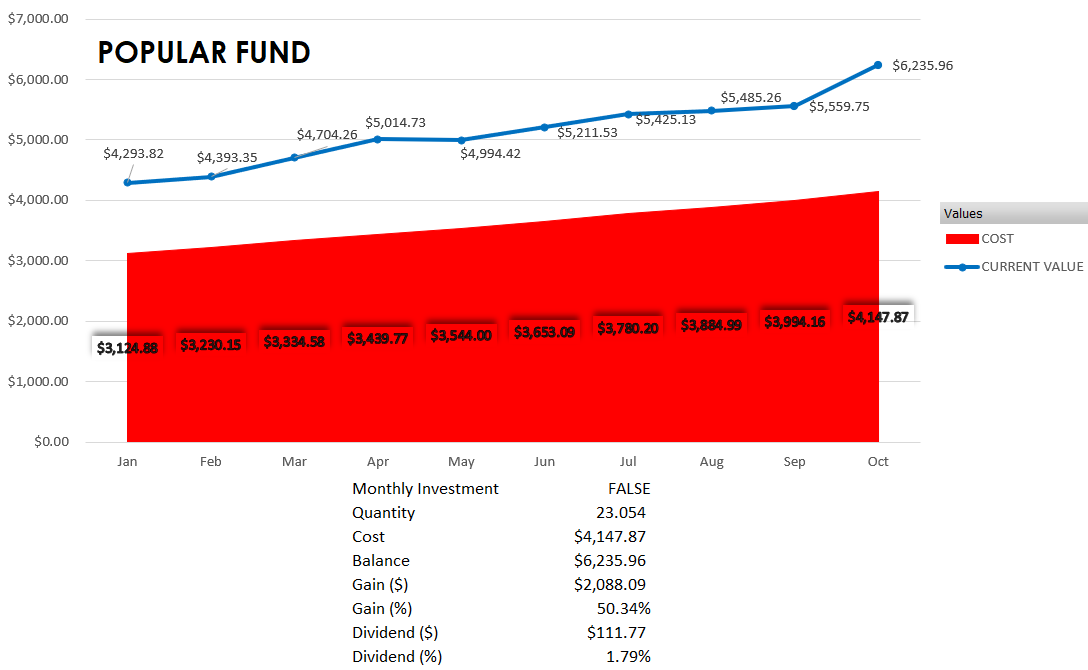 $7,000.00
POPULAR FUND
$6,000.00
$5,000.00
$4,000.00
$3,000.00
$2,000.00
$1,000.00
$0.00
$4,293.82
$4,393.35
$4,704.26
$5,014.73
$4,994.42
$5,211.53
$5,425.13
$5,485.26
$5,559.75
$6,235.96
$3,124.88
$3,230.15
$3,334.58
$3,439.77
$3,544.00
$3,653.09
$3,780.20
$3,884.99
$3,994.16
$4,147.87
Jan Feb Mar Apr May Jun Jul Aug Sep Oct
Values
COST
CURRENT VALUE
Monthly Investment FALSE
Quantity 23.054
Cost $4,147.87
Balance $6,235.96
Gain ($) $2,088.09
Gain (%) 50.34%
Dividend ($) $111.77
Dividend (%) 1.79%